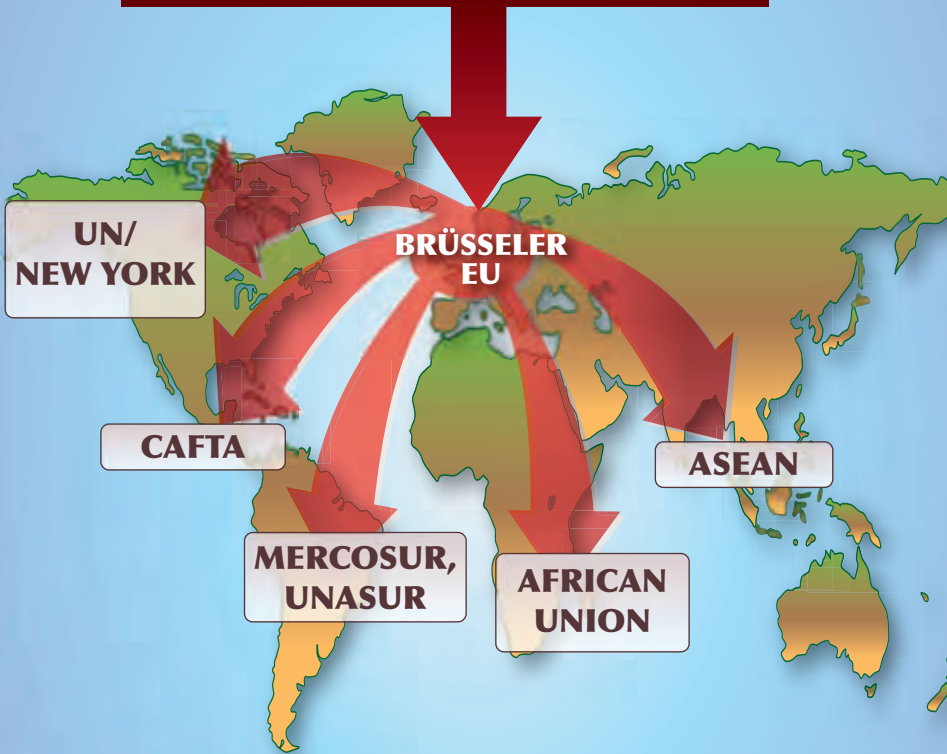 UN/
NEW YORK
BRÜSSELER
EU
CAFTA
ASEAN
MERCOSUR,
UNASUR
AFRICAN
UNION